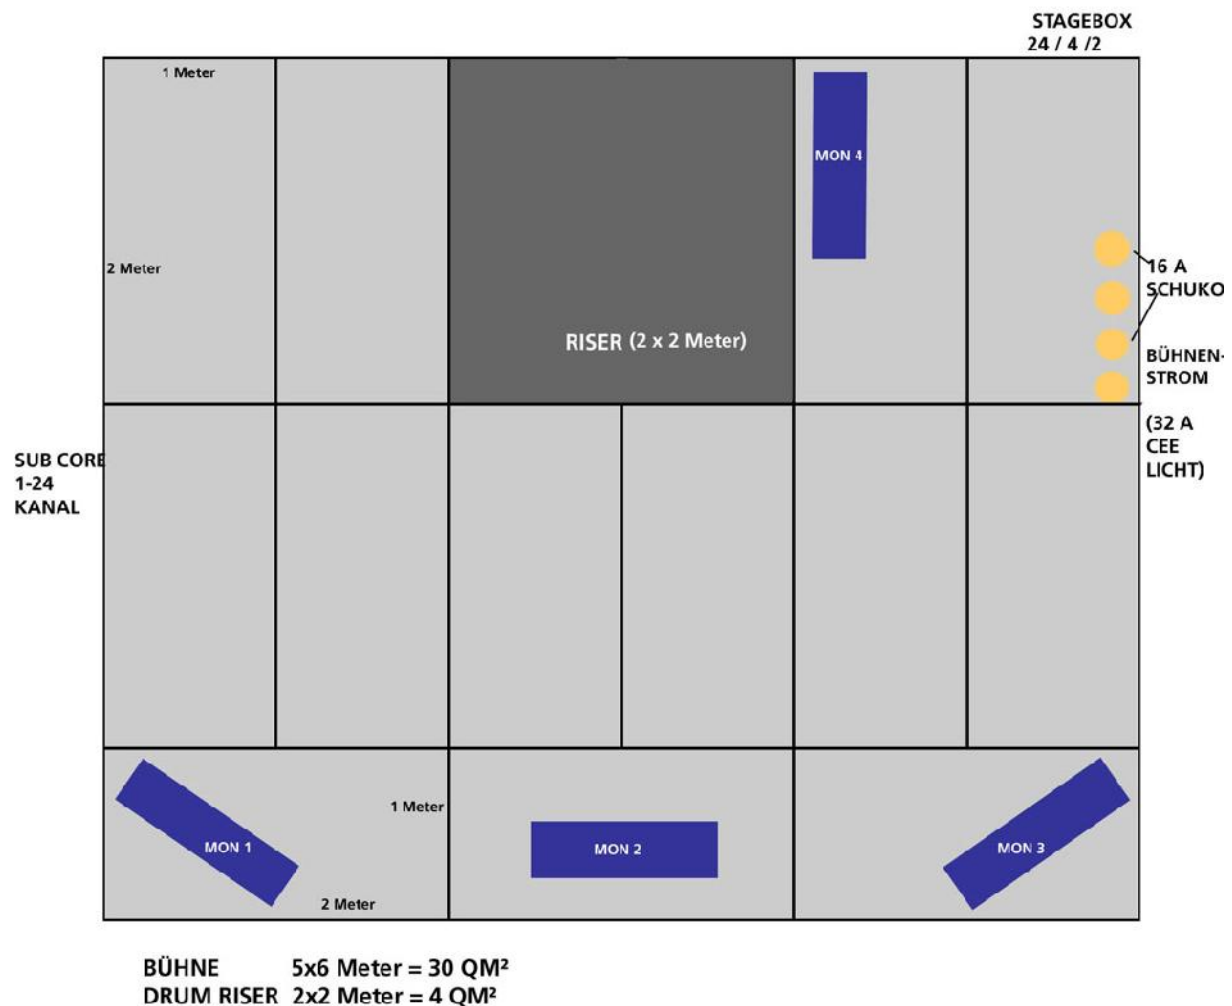 STAGEBOX
24 / 4 /2
1 Meter
MON 4
2 Meter
16 A
SCHUKO
RISER (2 x 2 Meter)
BÜHNEN-
STROM
(32 A
CEE
LICHT)
SUB CORE
1-24
KANAL
1 Meter
MON 1
MON 2
MON 3
2 Meter
BÜHNE 5x6 Meter = 30 QM²
DRUM RISER 2x2 Meter = 4 QM²